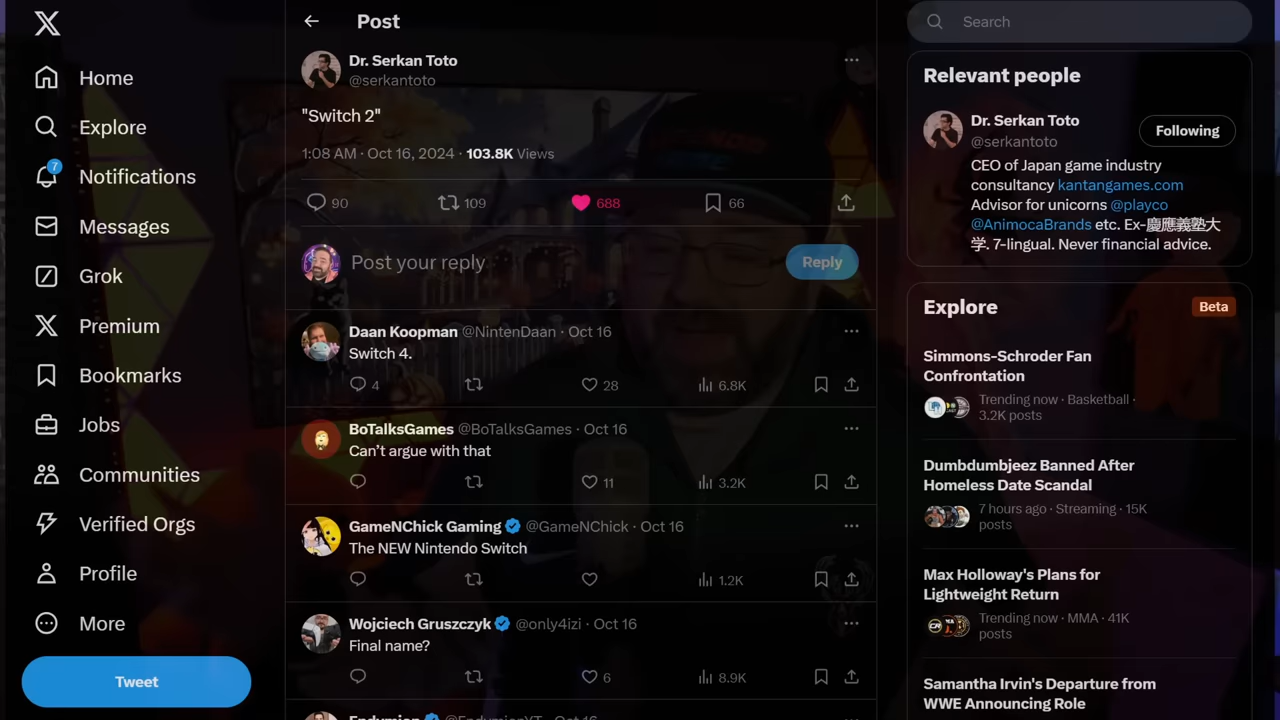 Home
Explore
7
Notifications
Messages
Grok
Premium
Bookmarks
Jobs
Communities
Verified Orgs
Profile
More
Tweet
Post
Dr. Serkan Toto
@serkantoto
"Switch 2"
1:08 AM · Oct 16, 2024 · 103.8K Views
90 109 688 66
Post your reply
Reply
Daan Koopman @NintenDaan · Oct 16
Switch 4.
4 28 6.8K
BoTalksGames @BoTalksGames · Oct 16
Can't argue with that
11 3.2K
GameNChick Gaming @GameNChick · Oct 16
The NEW Nintendo Switch
1.2K
Wojciech Gruszczyk @only4izi · Oct 16
Final name?
6 8.9K
Endymion @EndymionYT · Oct 16
Search
Relevant people
Dr. Serkan Toto
@serkantoto
Following
CEO of Japan game industry
consultancy kantangames.com
Advisor for unicorns @playco
@AnimocaBrands etc. Ex-慶應義塾大
学. 7-lingual. Never financial advice.
Explore
Beta
Simmons-Schroder Fan
Confrontation
Trending now · Basketball ·
3.2K posts
Dumbdumbjeez Banned After
Homeless Date Scandal
7 hours ago · Streaming · 15K
posts
Max Holloway's Plans for
Lightweight Return
Trending now · MMA · 41K
posts
Samantha Irvin's Departure from
WWE Announcing Role